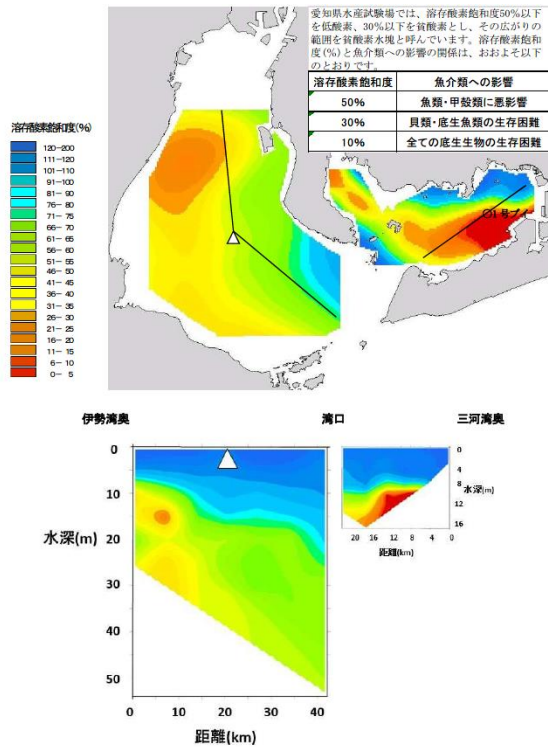 愛知県水産試験場では、溶存酸素飽和度50%以下
を低酸素、30%以下を貧酸素とし、その広がり
の範囲を貧酸素水塊と呼んでいます。溶存酸素飽和
度(%)と魚介類への影響の関係は、おおよそ以下
のとおりです。
溶存酸素飽和度 魚介類への影響
50% 魚類・甲殻類に悪影響
30% 貝類・底生魚類の生存困難
10% 全ての底生生物の生存困難
溶存酸素飽和度(%)
120-200
111-120
101-110
91-100
81-90
76-80
71-75
66-70
61-65
56-60
51-55
46-50
41-45
36-40
31-35
26-30
21-25
16-20
11-15
6-10
0-5
1号ブイ
伊勢湾奥 湾口 三河湾奥
0
10
20
30
40
50
水深(m)
0 10 20 30 40
距離(km)
0
4
8
12
16
水深(m)
20 16 12 8 4 0
距離(km)